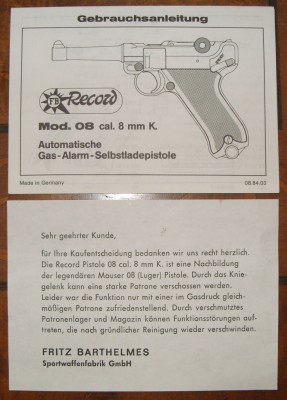 Gebrauchsanleitung
FB Record
Mod. 08 cal. 8 mm K.
Automatische
Gas-Alarm-Selbstladepistole
Made in Germany
08.84.03
Sehr geehrter Kunde,
für Ihre Kaufentscheidung bedanken wir uns recht herzlich.
Die Record Pistole 08 cal. 8 mm K. ist eine Nachbildung
der legendären Mauser 08 (Luger) Pistole. Durch das Knie-
gelenk kann eine starke Patrone verschossen werden.
Leider war die Funktion nur mit einer im Gasdruck gleich-
mäßigen Patrone zufriedenstellend. Durch verschmutztes
Patronenlager und Magazin können Funktionsstörungen auf-
treten, die nach gründlicher Reinigung wieder verschwinden.
FRITZ BARTHELMES
Sportwaffenfabrik GmbH